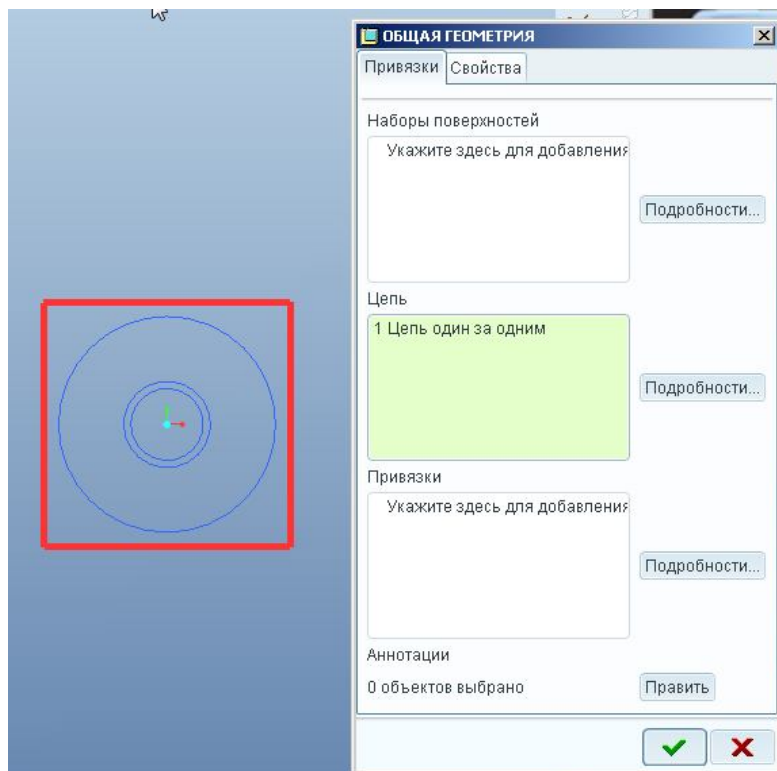 ОБЩАЯ ГЕОМЕТРИЯ
Привязки Свойства
Наборы поверхностей
Укажите здесь для добавления
Подробности...
Цепь
1 Цепь один за одним
Подробности...
Привязки
Укажите здесь для добавления
Подробности...
Аннотации
0 объектов выбрано Править